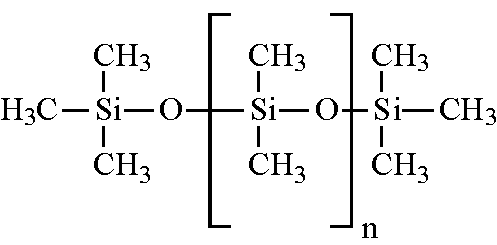 CH₃ CH₃ CH₃
H₃C Si O Si O Si CH₃
CH₃ CH₃ CH₃
n